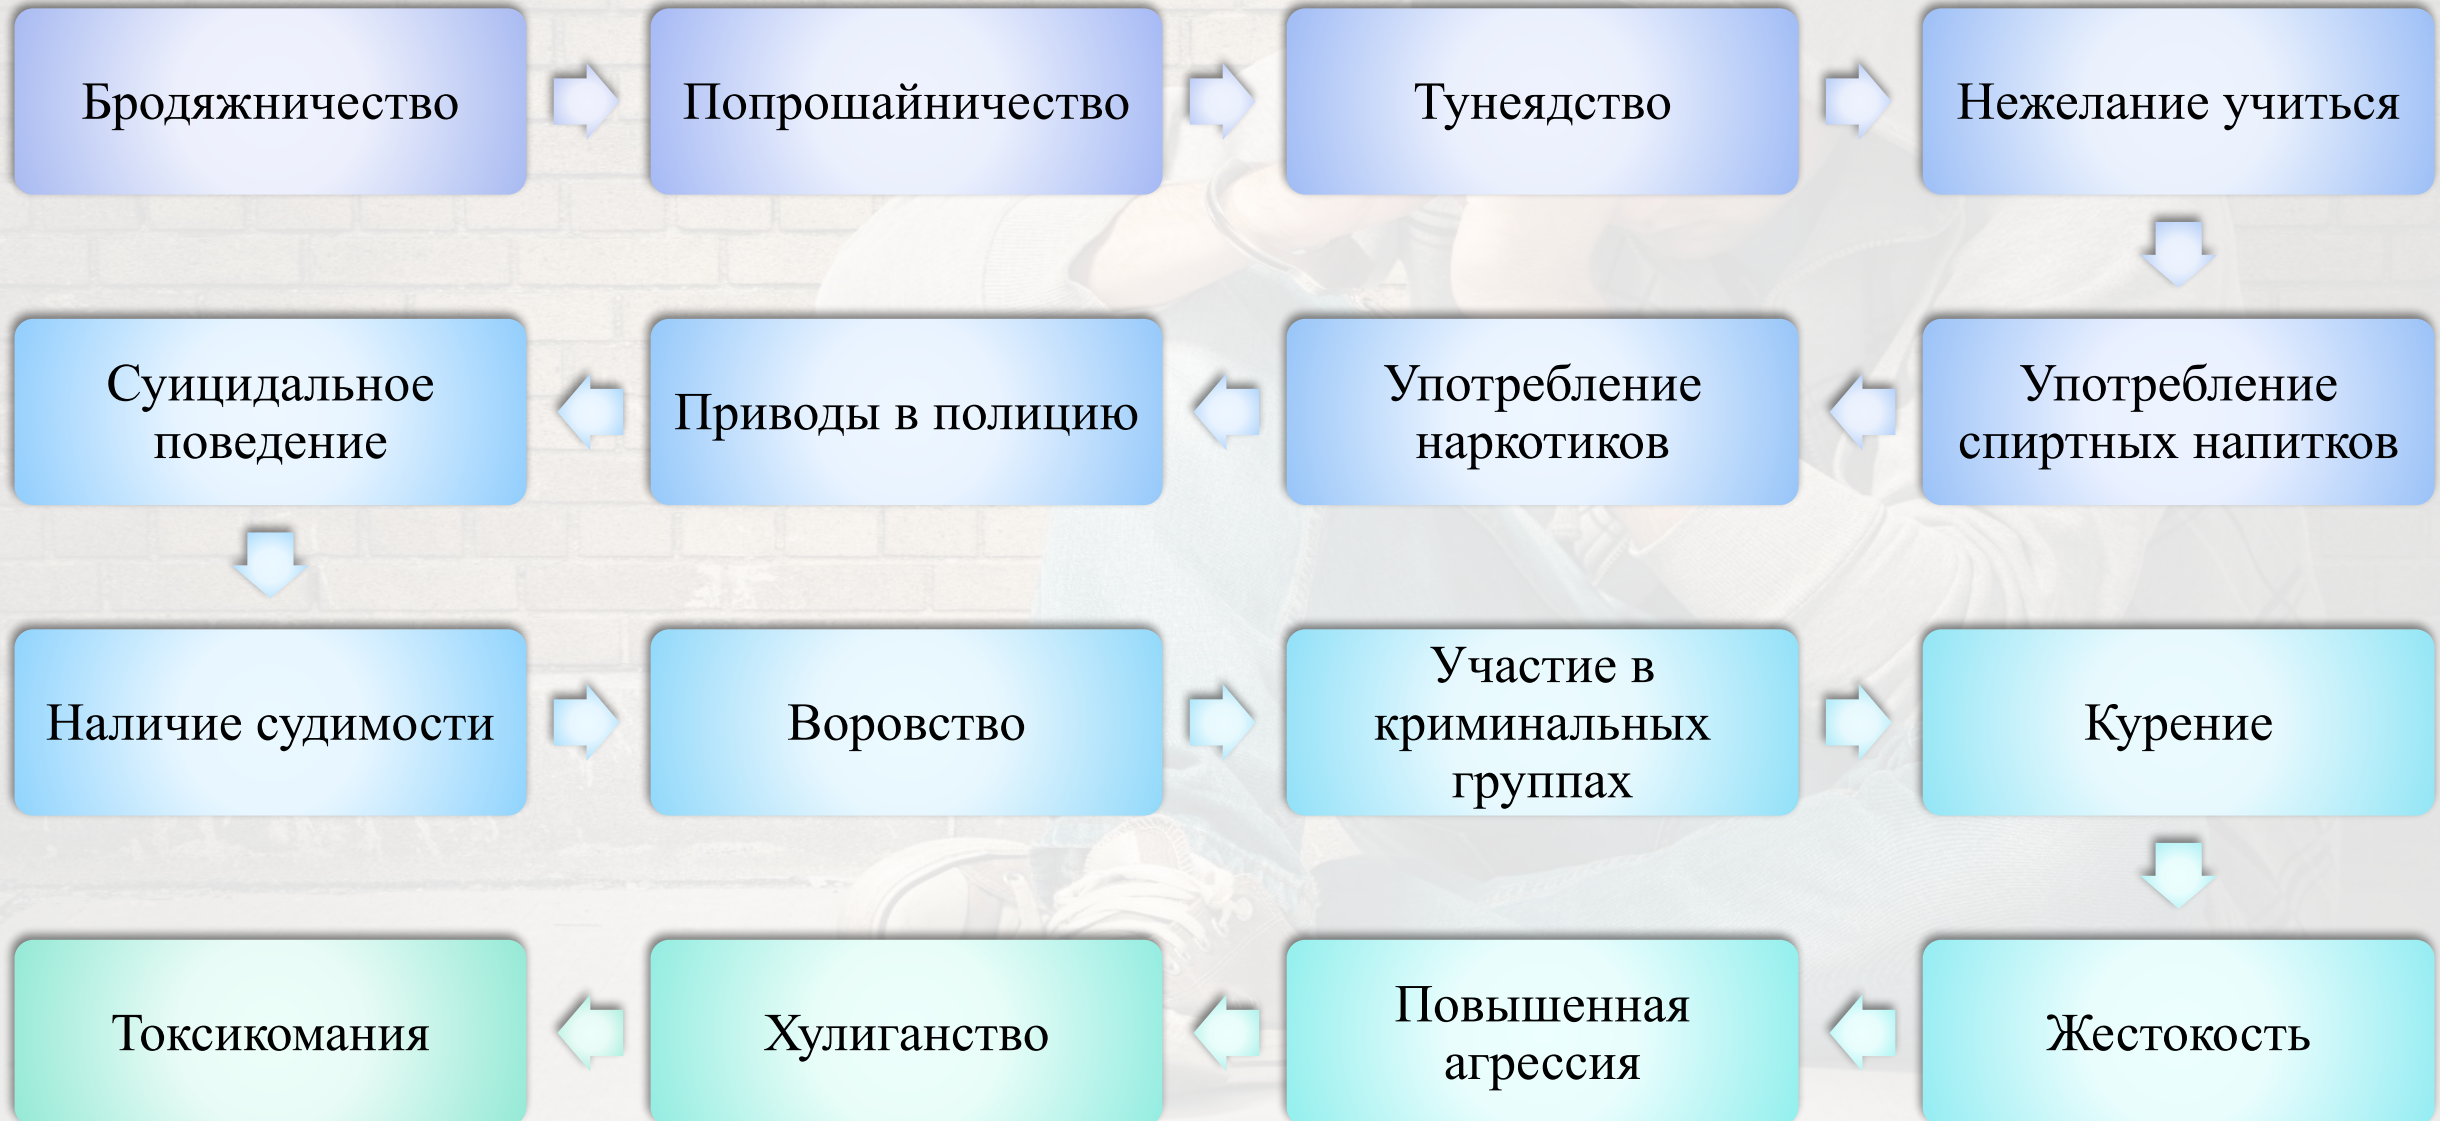 Бродяжничество
Попрошайничество
Тунеядство
Нежелание учиться
Употребление
спиртных напитков
Употребление
наркотиков
Приводы в полицию
Суицидальное
поведение
Наличие судимости
Воровство
Участие в
криминальных
группах
Курение
Жестокость
Повышенная
агрессия
Хулиганство
Токсикомания